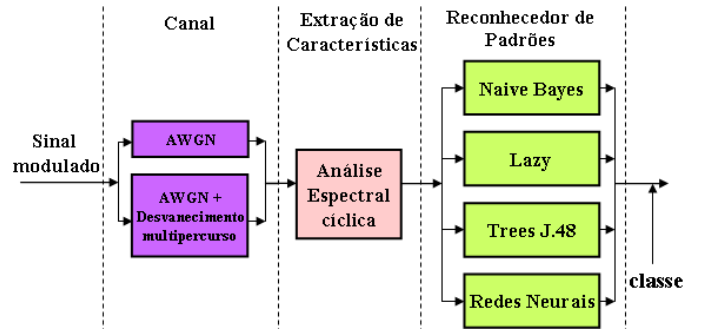 Canal
Extração de
Características
Reconhecedor de
Padrões
Sinal
modulado
AWGN
AWGN +
Desvanecimento
multipercurso
Análise
Espectral
cíclica
Naive Bayes
Lazy
Trees J.48
Redes Neurais
classe